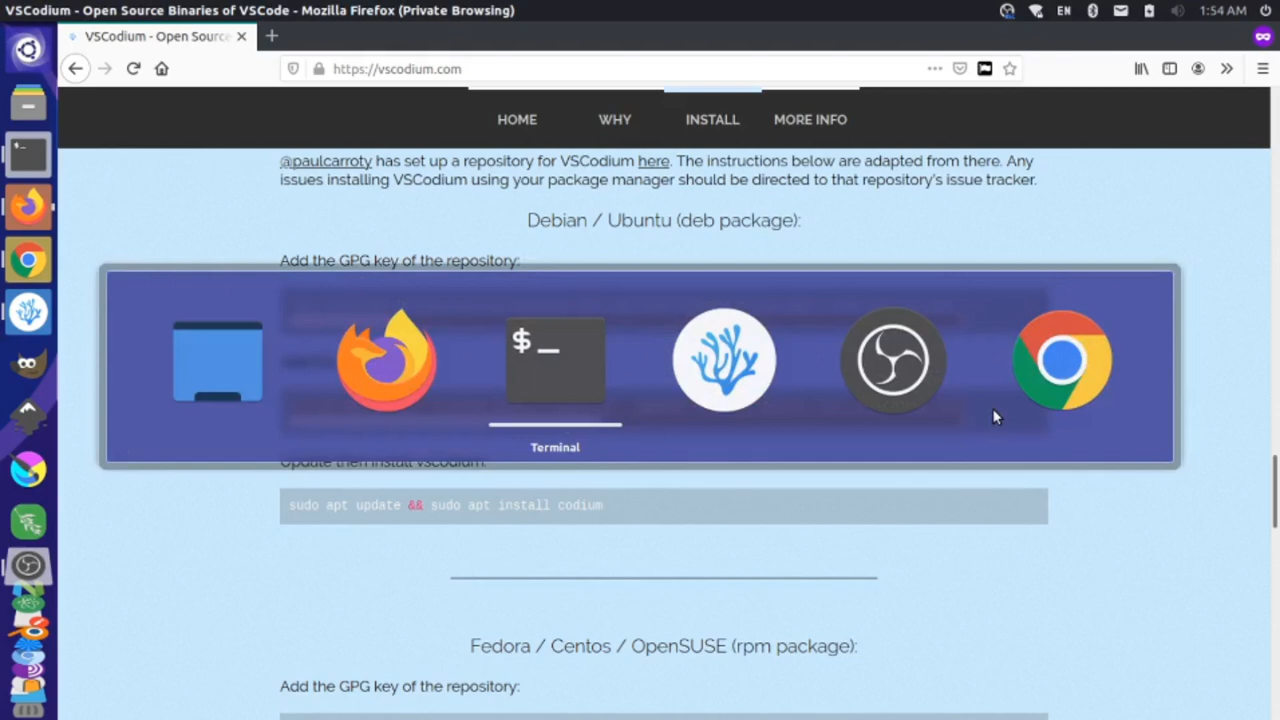 VSCodium - Open Source Binaries of VSCode - Mozilla Firefox (Private Browsing)
EN
1:54 AM
VSCodium - Open Source
https://vscodium.com
HOME
WHY
INSTALL
MORE INFO
@paulcarroty has set up a repository for VSCodium here. The instructions below are adapted from there. Any
issues installing VSCodium using your package manager should be directed to that repository's issue tracker.
Debian / Ubuntu (deb package):
Add the GPG key of the repository:
$ _
Terminal
Update then install vscodium:
sudo apt update && sudo apt install codium
Fedora / Centos / OpenSUSE (rpm package):
Add the GPG key of the repository: